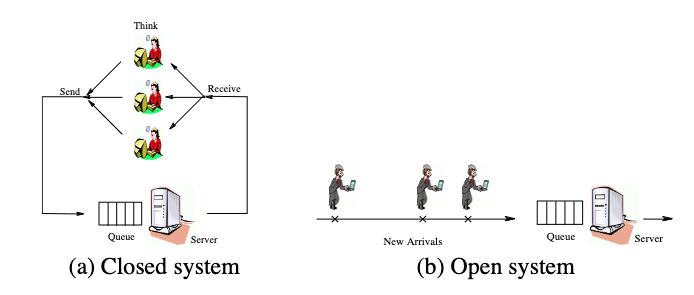 Think
Send
Receive
Queue
Server
(a) Closed system
New Arrivals
Queue
Server
(b) Open system